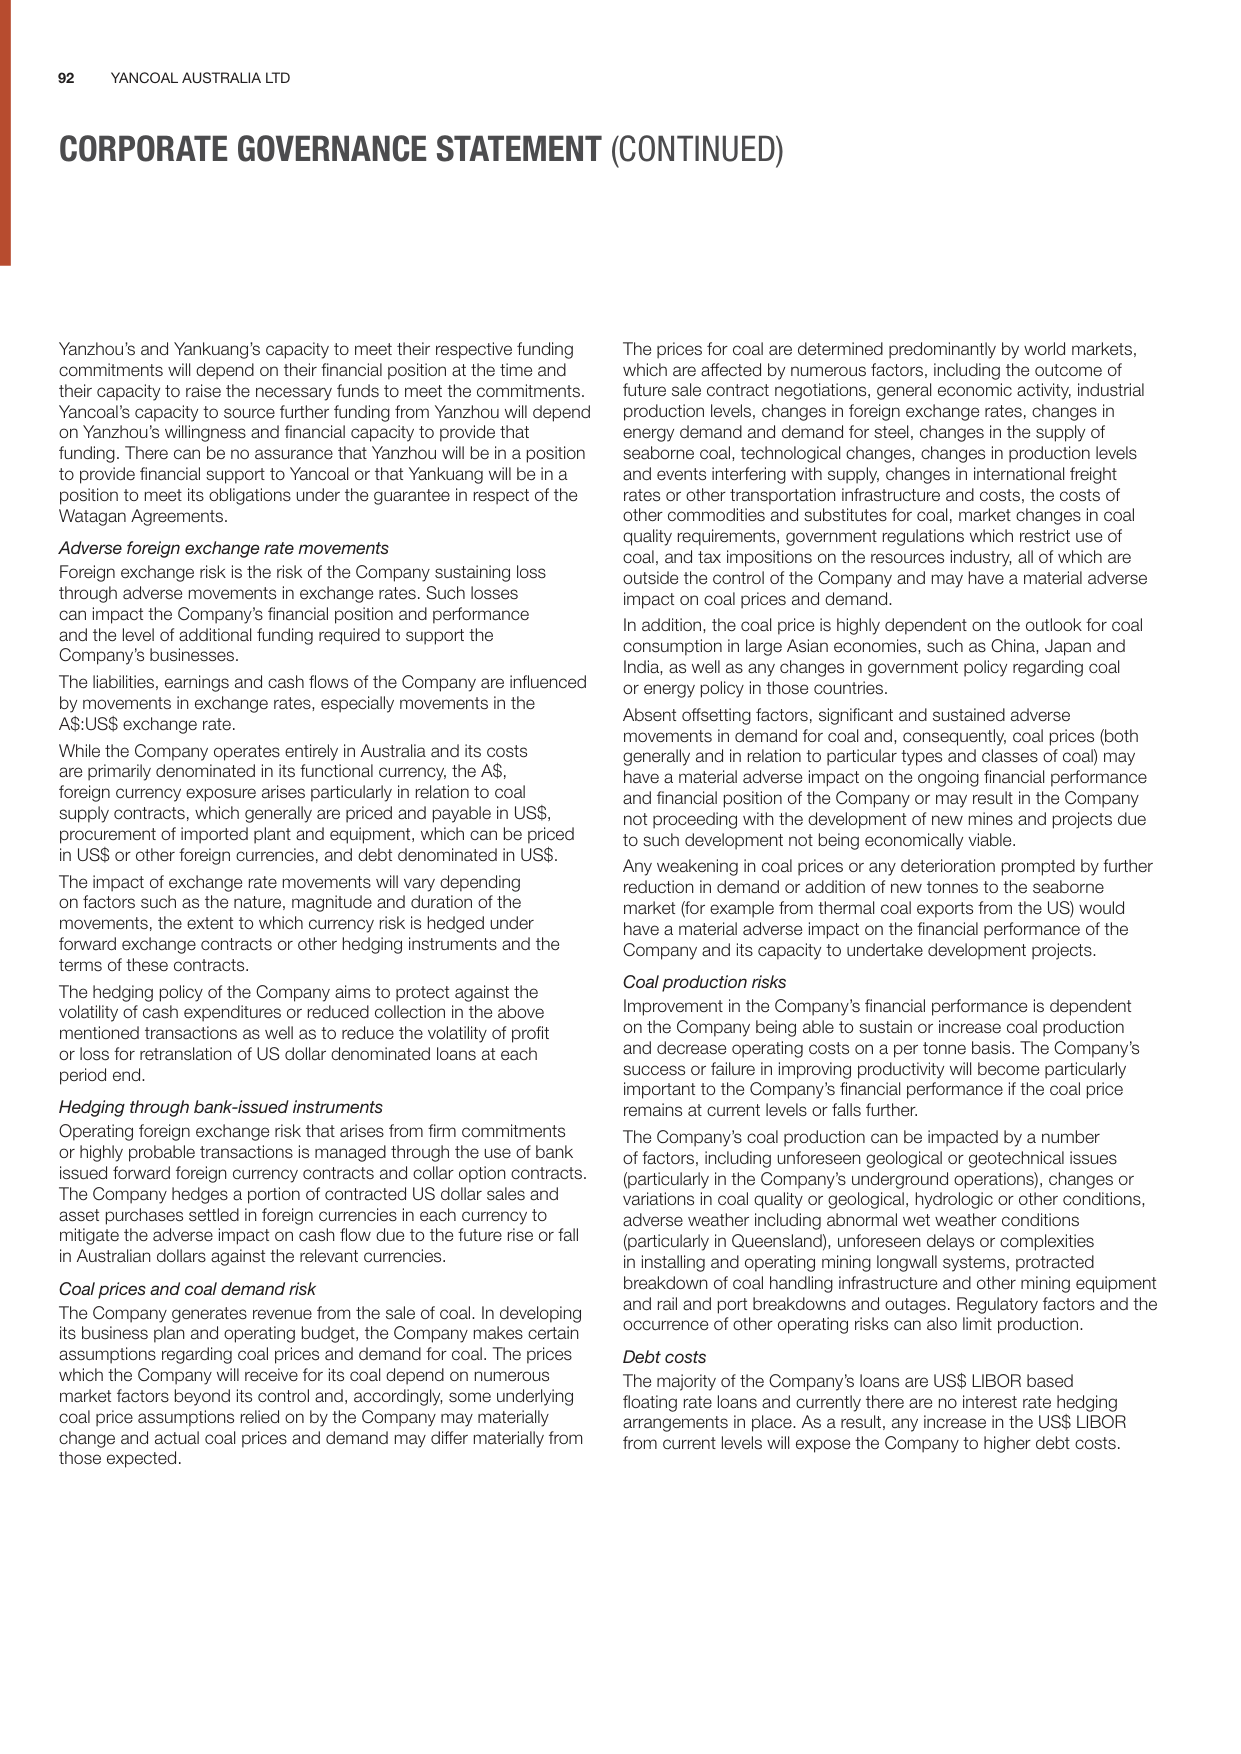 92 YANCOAL AUSTRALIA LTD
CORPORATE GOVERNANCE STATEMENT (CONTINUED)
Yanzhou’s and Yankuang’s capacity to meet their respective funding
commitments will depend on their financial position at the time and
their capacity to raise the necessary funds to meet the commitments.
Yancoal’s capacity to source further funding from Yanzhou will depend
on Yanzhou’s willingness and financial capacity to provide that
funding. There can be no assurance that Yanzhou will be in a position
to provide financial support to Yancoal or that Yankuang will be in a
position to meet its obligations under the guarantee in respect of the
Watagan Agreements.
Adverse foreign exchange rate movements
Foreign exchange risk is the risk of the Company sustaining loss
through adverse movements in exchange rates. Such losses
can impact the Company’s financial position and performance
and the level of additional funding required to support the
Company’s businesses.
The liabilities, earnings and cash flows of the Company are influenced
by movements in exchange rates, especially movements in the
A$:US$ exchange rate.
While the Company operates entirely in Australia and its costs
are primarily denominated in its functional currency, the A$,
foreign currency exposure arises particularly in relation to coal
supply contracts, which generally are priced and payable in US$,
procurement of imported plant and equipment, which can be priced
in US$ or other foreign currencies, and debt denominated in US$.
The impact of exchange rate movements will vary depending
on factors such as the nature, magnitude and duration of the
movements, the extent to which currency risk is hedged under
forward exchange contracts or other hedging instruments and the
terms of these contracts.
The hedging policy of the Company aims to protect against the
volatility of cash expenditures or reduced collection in the above
mentioned transactions as well as to reduce the volatility of profit
or loss for retranslation of US dollar denominated loans at each
period end.
Hedging through bank-issued instruments
Operating foreign exchange risk that arises from firm commitments
or highly probable transactions is managed through the use of bank
issued forward foreign currency contracts and collar option contracts.
The Company hedges a portion of contracted US dollar sales and
asset purchases settled in foreign currencies in each currency to
mitigate the adverse impact on cash flow due to the future rise or fall
in Australian dollars against the relevant currencies.
Coal prices and coal demand risk
The Company generates revenue from the sale of coal. In developing
its business plan and operating budget, the Company makes certain
assumptions regarding coal prices and demand for coal. The prices
which the Company will receive for its coal depend on numerous
market factors beyond its control and, accordingly, some underlying
coal price assumptions relied on by the Company may materially
change and actual coal prices and demand may differ materially from
those expected.
The prices for coal are determined predominantly by world markets,
which are affected by numerous factors, including the outcome of
future sale contract negotiations, general economic activity, industrial
production levels, changes in foreign exchange rates, changes in
energy demand and demand for steel, changes in the supply of
seaborne coal, technological changes, changes in production levels
and events interfering with supply, changes in international freight
rates or other transportation infrastructure and costs, the costs of
other commodities and substitutes for coal, market changes in coal
quality requirements, government regulations which restrict use of
coal, and tax impositions on the resources industry, all of which are
outside the control of the Company and may have a material adverse
impact on coal prices and demand.
In addition, the coal price is highly dependent on the outlook for coal
consumption in large Asian economies, such as China, Japan and
India, as well as any changes in government policy regarding coal
or energy policy in those countries.
Absent offsetting factors, significant and sustained adverse
movements in demand for coal and, consequently, coal prices (both
generally and in relation to particular types and classes of coal) may
have a material adverse impact on the ongoing financial performance
and financial position of the Company or may result in the Company
not proceeding with the development of new mines and projects due
to such development not being economically viable.
Any weakening in coal prices or any deterioration prompted by further
reduction in demand or addition of new tonnes to the seaborne
market (for example from thermal coal exports from the US) would
have a material adverse impact on the financial performance of the
Company and its capacity to undertake development projects.
Coal production risks
Improvement in the Company’s financial performance is dependent
on the Company being able to sustain or increase coal production
and decrease operating costs on a per tonne basis. The Company’s
success or failure in improving productivity will become particularly
important to the Company’s financial performance if the coal price
remains at current levels or falls further.
The Company’s coal production can be impacted by a number
of factors, including unforeseen geological or geotechnical issues
(particularly in the Company’s underground operations), changes or
variations in coal quality or geological, hydrologic or other conditions,
adverse weather including abnormal wet weather conditions
(particularly in Queensland), unforeseen delays or complexities
in installing and operating mining longwall systems, protracted
breakdown of coal handling infrastructure and other mining equipment
and rail and port breakdowns and outages. Regulatory factors and the
occurrence of other operating risks can also limit production.
Debt costs
The majority of the Company’s loans are US$ LIBOR based
floating rate loans and currently there are no interest rate hedging
arrangements in place. As a result, any increase in the US$ LIBOR
from current levels will expose the Company to higher debt costs.